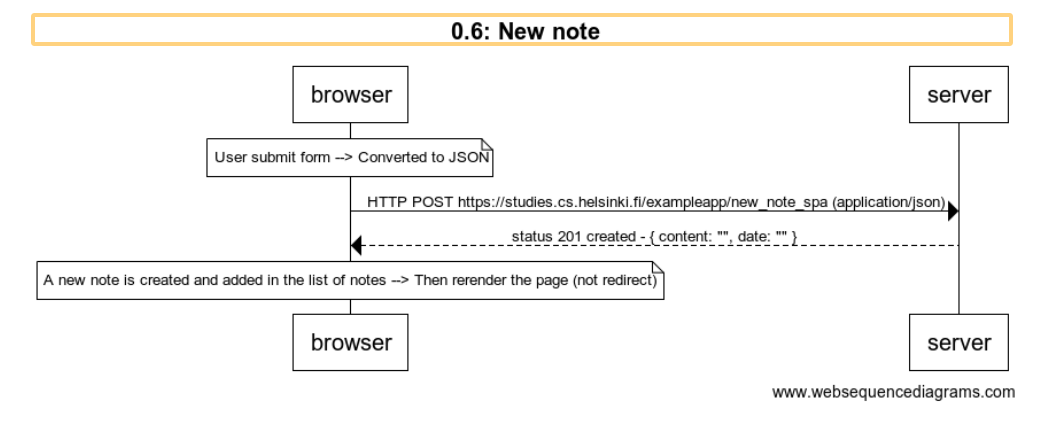 0.6: New note
browser
server
User submit form --> Converted to JSON
HTTP POST https://studies.cs.helsinki.fi/exampleapp/new_note_spa (application/json)
status 201 created - { content: "", date: "" }
A new note is created and added in the list of notes --> Then rerender the page (not redirect)
browser
server
www.websequencediagrams.com